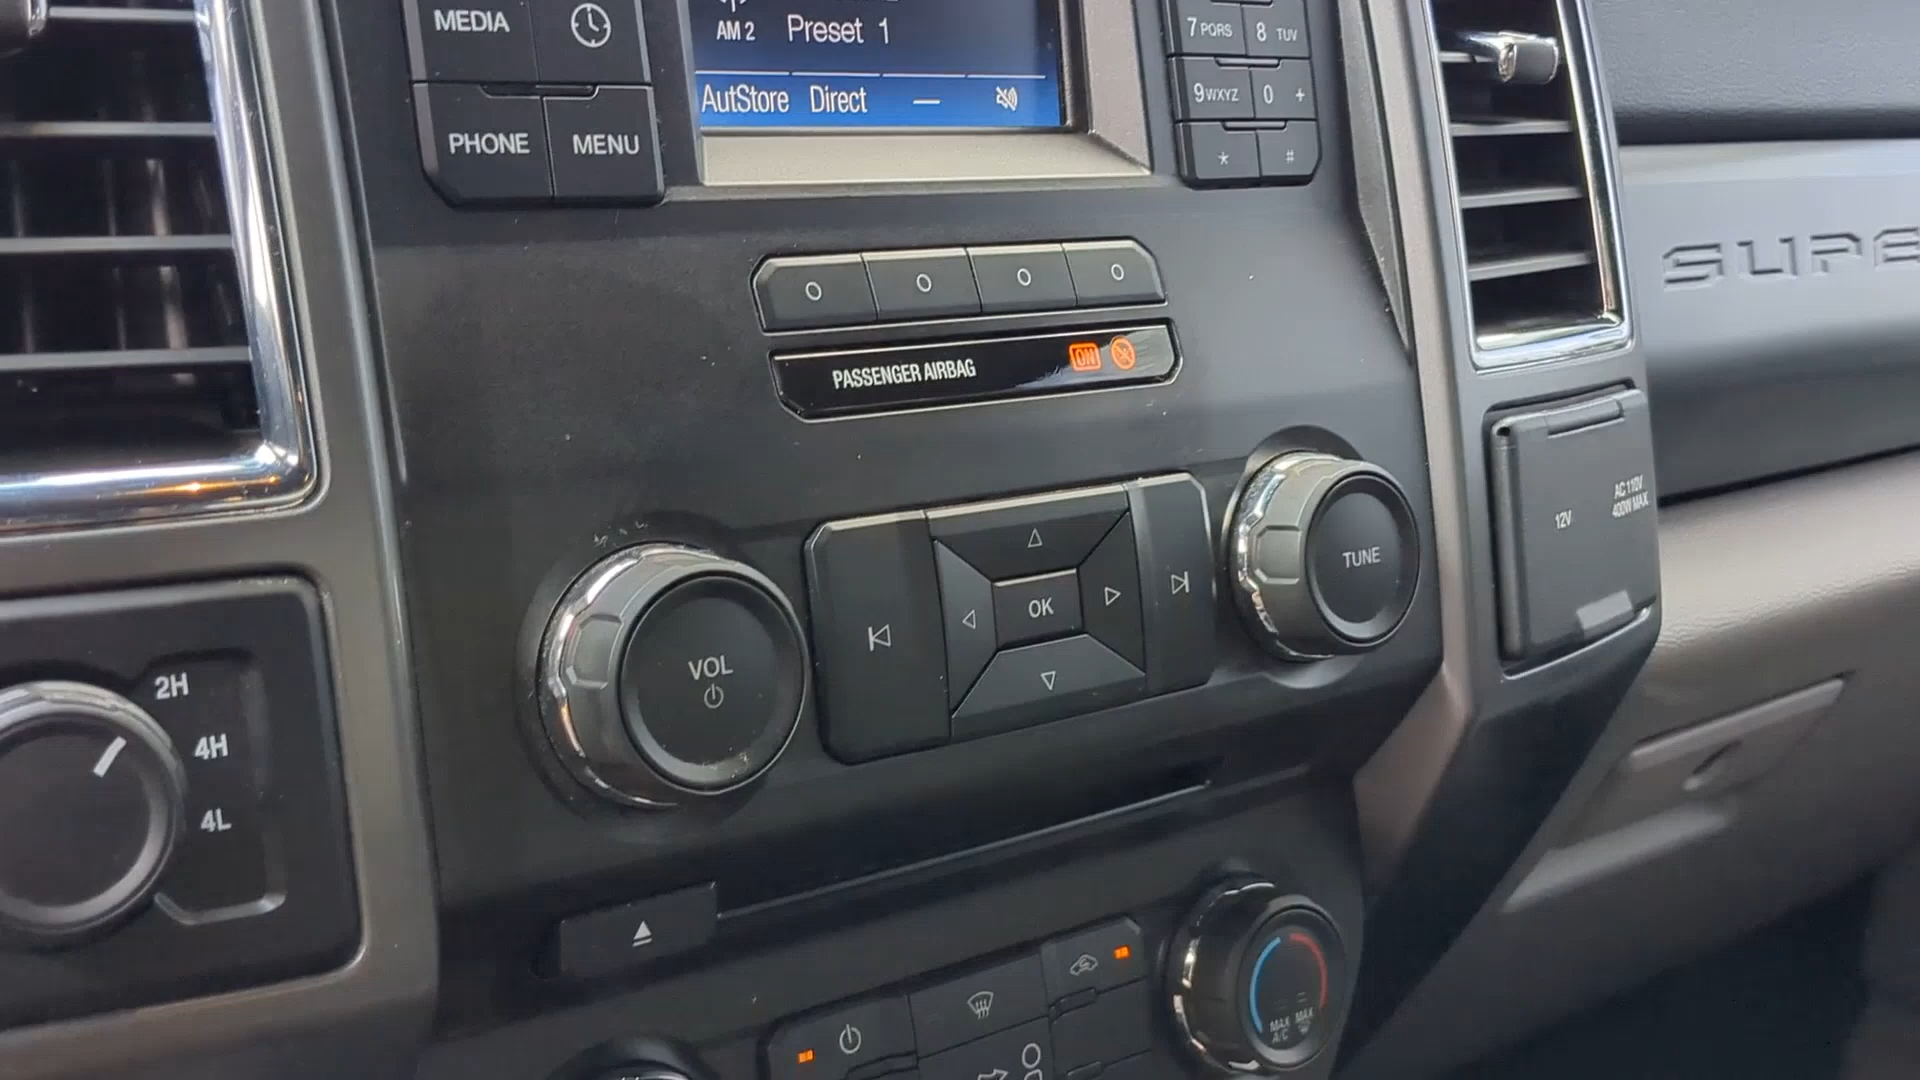 MEDIA
AM 2 Preset 1
AutStore Direct —
PHONE MENU
7 PQRS 8 TUV
9 WXYZ 0 +
* #
PASSENGER AIRBAG ON
SUPE
AC 110V
400W MAX
12V
TUNE
OK
VOL
2H
4H
4L
MAX A/C
MAX